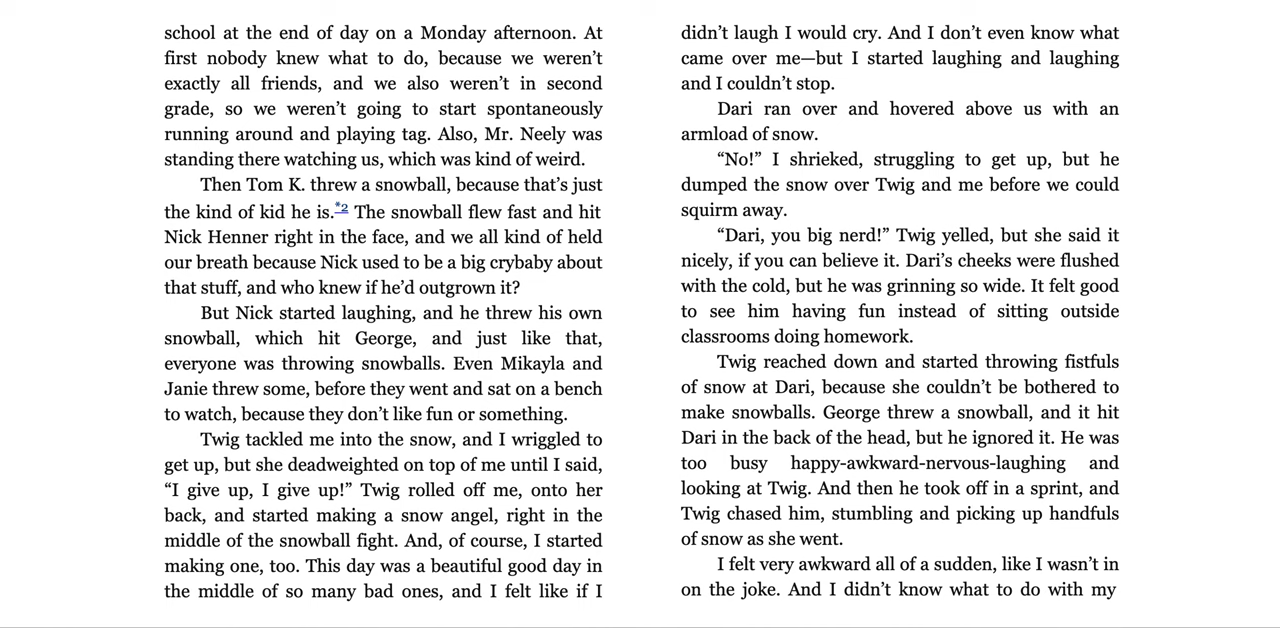 school at the end of day on a Monday afternoon. At
first nobody knew what to do, because we weren’t
exactly all friends, and we also weren’t in second
grade, so we weren’t going to start spontaneously
running around and playing tag. Also, Mr. Neely was
standing there watching us, which was kind of weird.
Then Tom K. threw a snowball, because that’s just
the kind of kid he is.*2 The snowball flew fast and hit
Nick Henner right in the face, and we all kind of held
our breath because Nick used to be a big crybaby about
that stuff, and who knew if he’d outgrown it?
But Nick started laughing, and he threw his own
snowball, which hit George, and just like that,
everyone was throwing snowballs. Even Mikayla and
Janie threw some, before they went and sat on a bench
to watch, because they don’t like fun or something.
Twig tackled me into the snow, and I wriggled to
get up, but she deadweighted on top of me until I said,
“I give up, I give up!” Twig rolled off me, onto her
back, and started making a snow angel, right in the
middle of the snowball fight. And, of course, I started
making one, too. This day was a beautiful good day in
the middle of so many bad ones, and I felt like if I
didn’t laugh I would cry. And I don’t even know what
came over me—but I started laughing and laughing
and I couldn’t stop.
Dari ran over and hovered above us with an
armload of snow.
“No!” I shrieked, struggling to get up, but he
dumped the snow over Twig and me before we could
squirm away.
“Dari, you big nerd!” Twig yelled, but she said it
nicely, if you can believe it. Dari’s cheeks were flushed
with the cold, but he was grinning so wide. It felt good
to see him having fun instead of sitting outside
classrooms doing homework.
Twig reached down and started throwing fistfuls
of snow at Dari, because she couldn’t be bothered to
make snowballs. George threw a snowball, and it hit
Dari in the back of the head, but he ignored it. He was
too busy happy-awkward-nervous-laughing and
looking at Twig. And then he took off in a sprint, and
Twig chased him, stumbling and picking up handfuls
of snow as she went.
I felt very awkward all of a sudden, like I wasn’t in
on the joke. And I didn’t know what to do with my